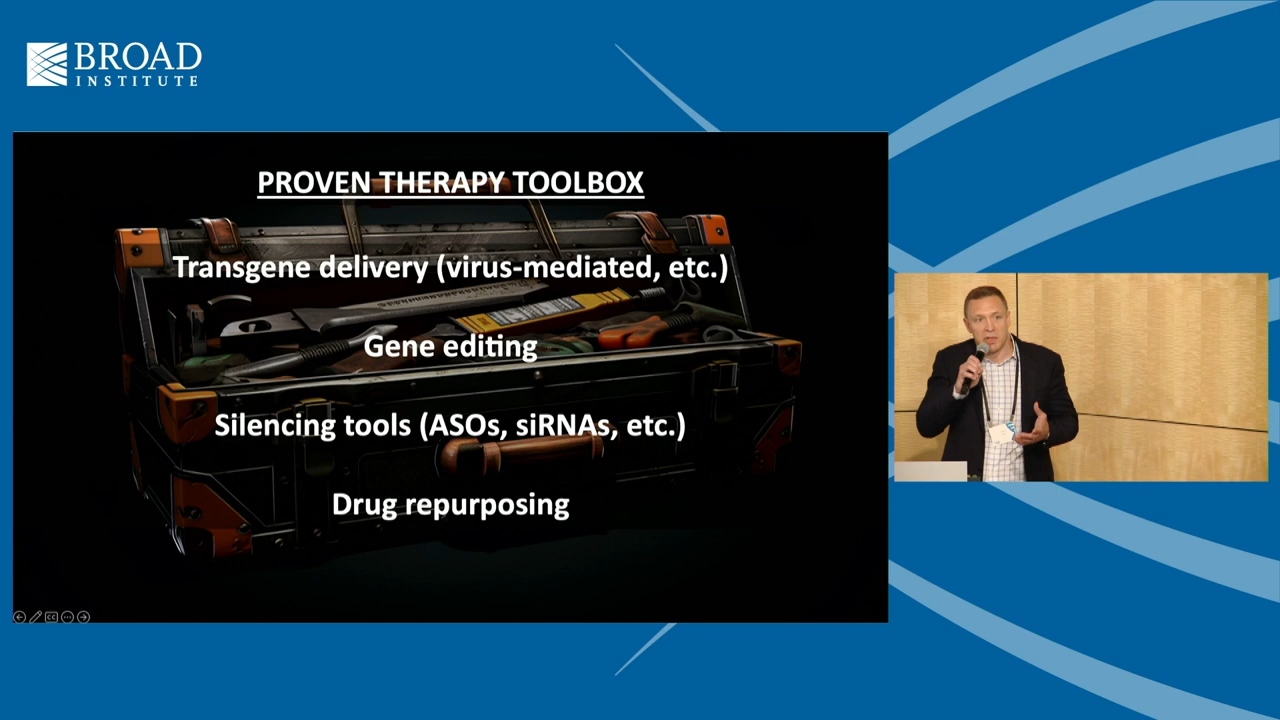 BROAD
INSTITUTE
PROVEN THERAPY TOOLBOX
Transgene delivery (virus-mediated, etc.)
Gene editing
Silencing tools (ASOs, siRNAs, etc.)
Drug repurposing
CC